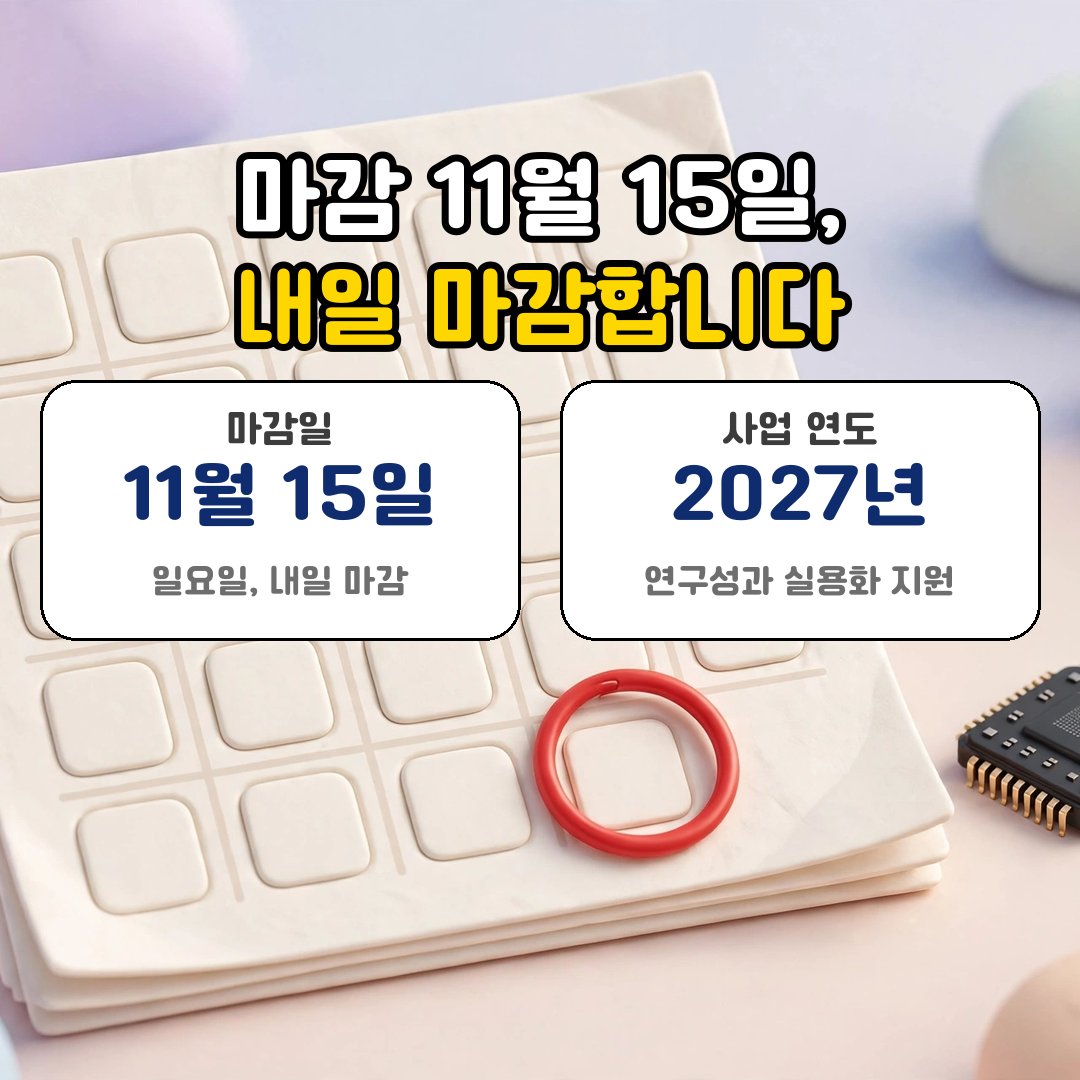 마감 11월 15일,
내일 마감합니다
마감일
11월 15일
일요일, 내일 마감
사업 연도
2027년
연구성과 실용화 지원